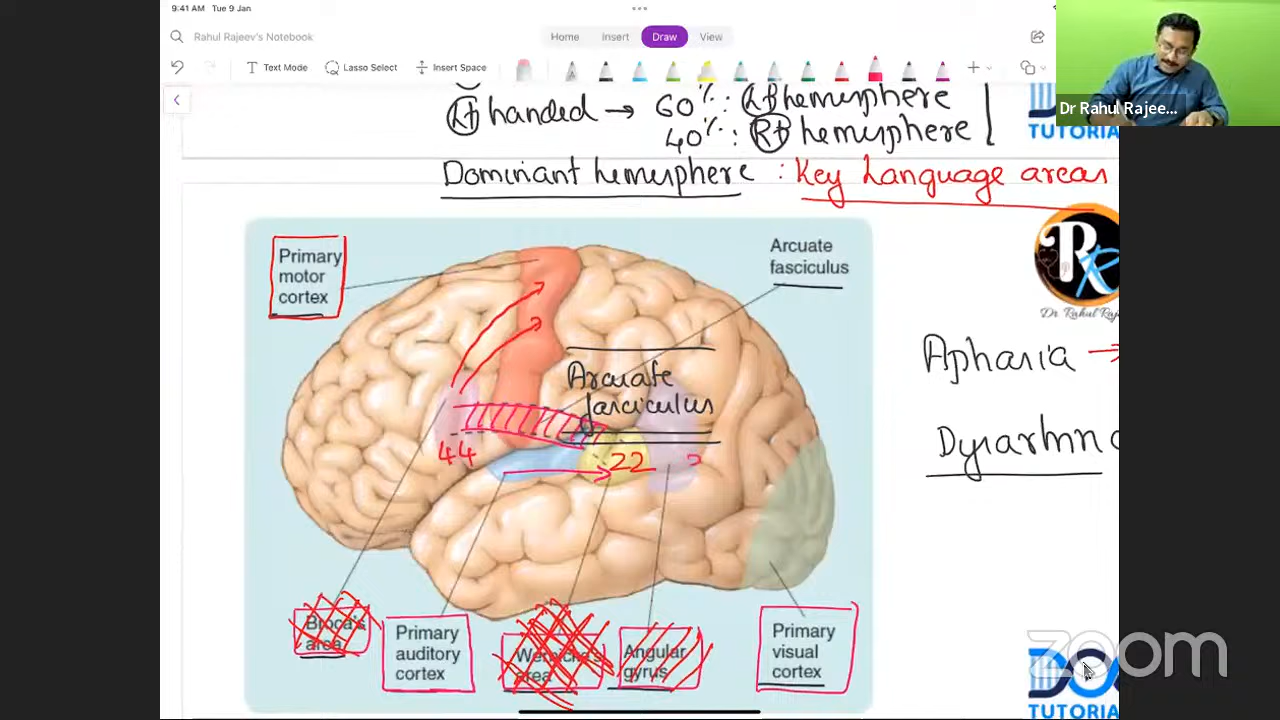 9:41 AM Tue 9 Jan
Rahul Rajeev's Notebook
Home Insert Draw View
Text Mode Lasso Select Insert Space
Rt handed → 60%: Lt hemisphere
40%: Rt hemisphere
Dominant hemisphere : Key Language areas
Primary motor cortex
Arcuate fasciculus
Arcuate
fasciculus
44
22
Broca's area
Primary auditory cortex
Wernicke's area
Angular gyrus
Primary visual cortex
Aphasia →
Dysarthr
Dr Rahul Rajee...
TUTORIA
R
R
Dr. Rahul Raj
zoom
TUTORIA